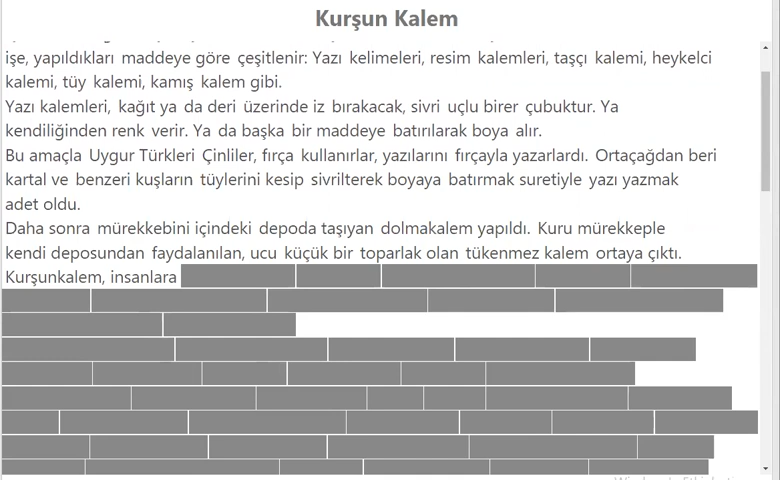 Kurşun Kalem
işe, yapıldıkları maddeye göre çeşitlenir: Yazı kelimeleri, resim kalemleri, taşçı kalemi, heykelci
kalemi, tüy kalemi, kamış kalem gibi.
Yazı kalemleri, kağıt ya da deri üzerinde iz bırakacak, sivri uçlu birer çubuktur. Ya
kendiliğinden renk verir. Ya da başka bir maddeye batırılarak boya alır.
Bu amaçla Uygur Türkleri Çinliler, fırça kullanırlar, yazılarını fırçayla yazarlardı. Ortaçağdan beri
kartal ve benzeri kuşların tüylerini kesip sivrilterek boyaya batırmak suretiyle yazı yazmak
adet oldu.
Daha sonra mürekkebini içindeki depoda taşıyan dolmakalem yapıldı. Kuru mürekkeple
kendi deposundan faydalanılan, ucu küçük bir toparlak olan tükenmez kalem ortaya çıktı.
Kurşunkalem, insanlara